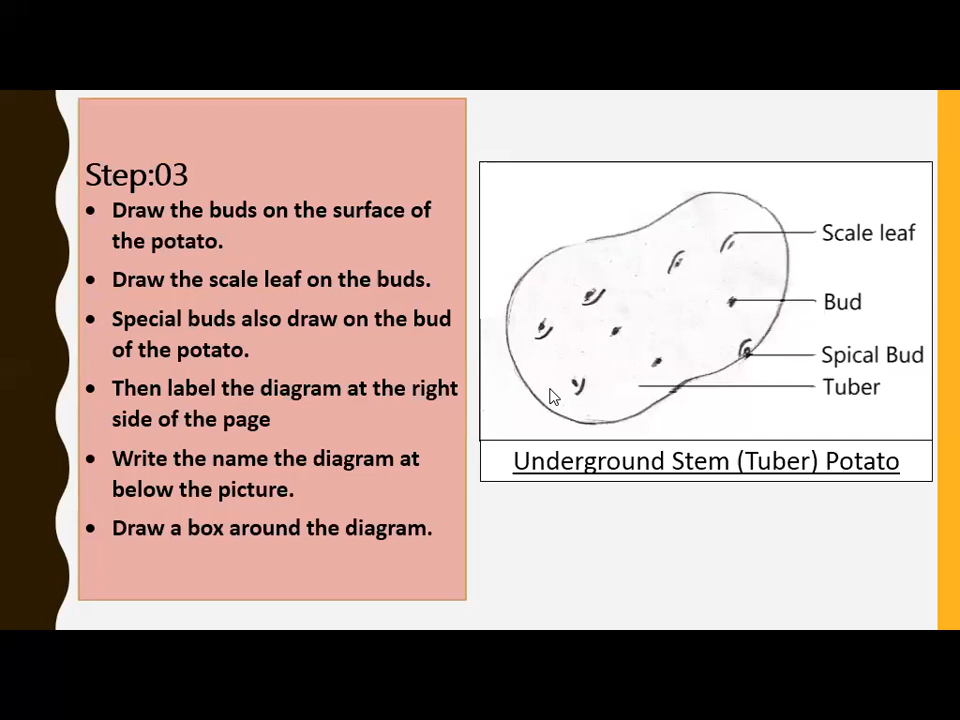 Step:03
• Draw the buds on the surface of
the potato.
• Draw the scale leaf on the buds.
• Special buds also draw on the bud
of the potato.
• Then label the diagram at the right
side of the page
• Write the name the diagram at
below the picture.
• Draw a box around the diagram.
Scale leaf
Bud
Spical Bud
Tuber
Underground Stem (Tuber) Potato